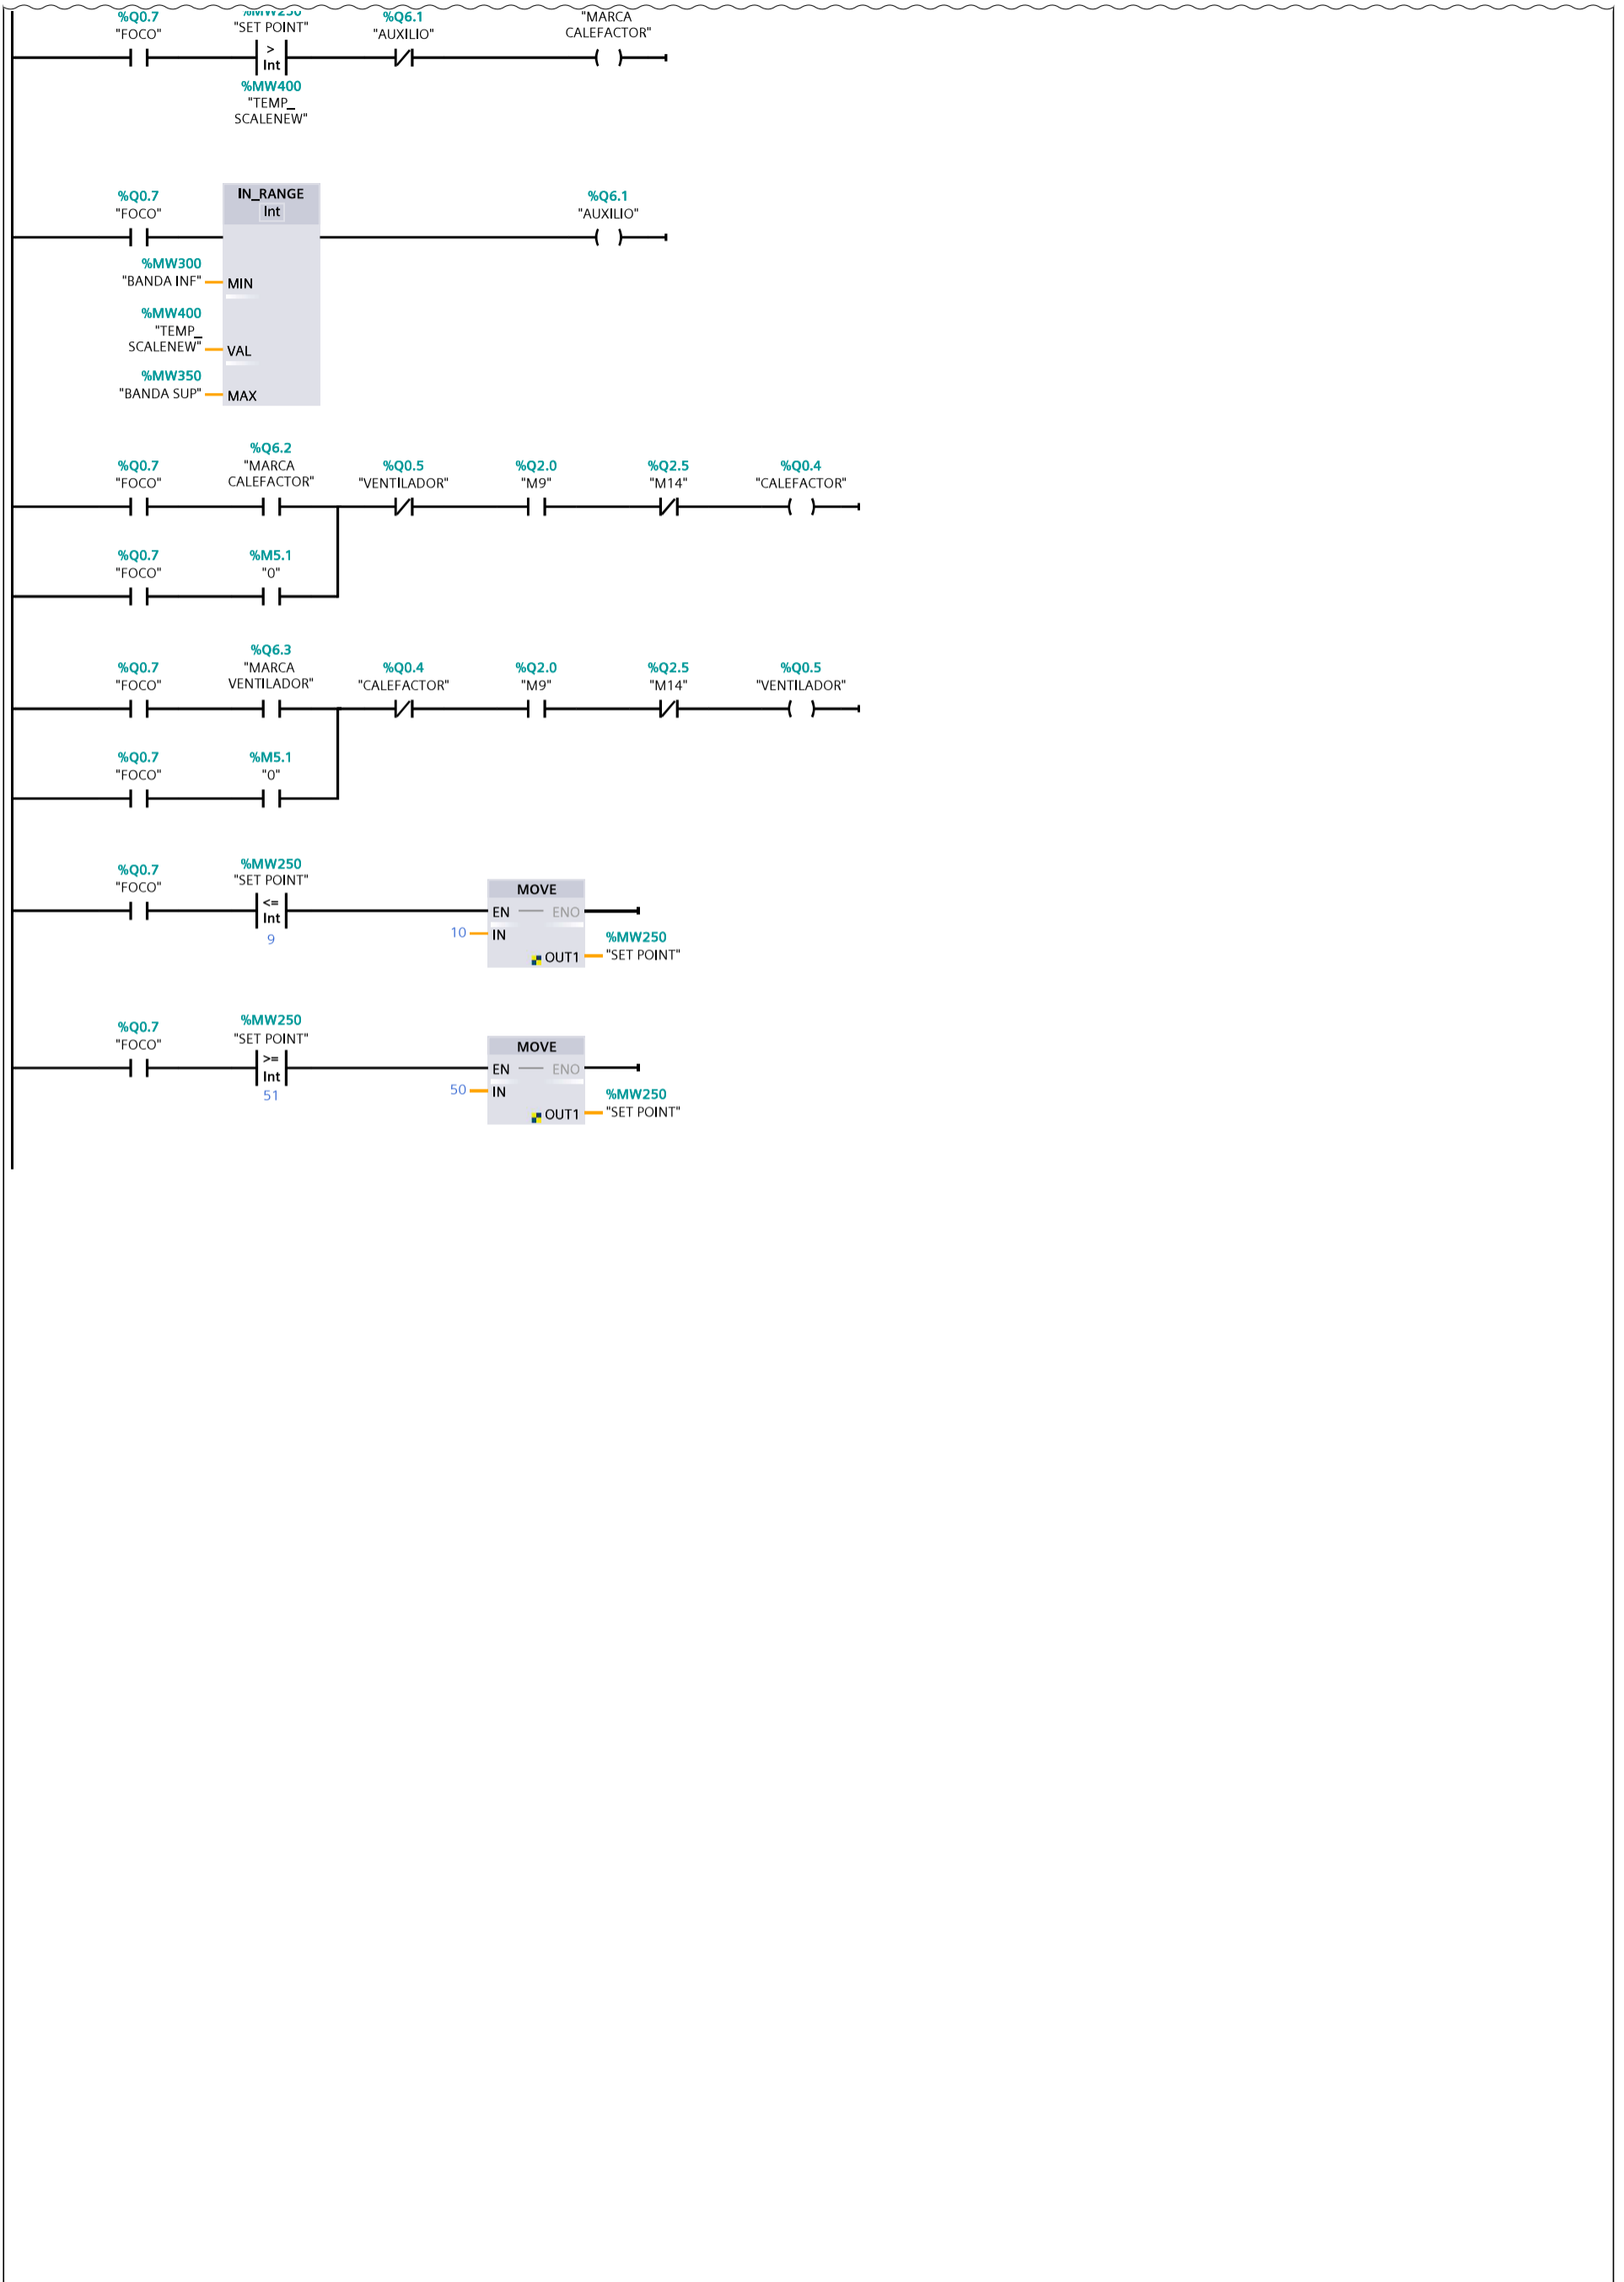 %Q0.7
"FOCO"
%MW250
"SET POINT"
>
Int
%MW400
"TEMP_
SCALENEW"
%Q6.1
"AUXILIO"
"MARCA
CALEFACTOR"
%Q0.7
"FOCO"
IN_RANGE
Int
%MW300
"BANDA INF"
MIN
%MW400
"TEMP_
SCALENEW"
VAL
%MW350
"BANDA SUP"
MAX
%Q6.1
"AUXILIO"
%Q0.7
"FOCO"
%Q6.2
"MARCA
CALEFACTOR"
%Q0.5
"VENTILADOR"
%Q2.0
"M9"
%Q2.5
"M14"
%Q0.4
"CALEFACTOR"
%Q0.7
"FOCO"
%M5.1
"0"
%Q0.7
"FOCO"
%Q6.3
"MARCA
VENTILADOR"
%Q0.4
"CALEFACTOR"
%Q2.0
"M9"
%Q2.5
"M14"
%Q0.5
"VENTILADOR"
%Q0.7
"FOCO"
%M5.1
"0"
%Q0.7
"FOCO"
%MW250
"SET POINT"
<=
Int
9
MOVE
EN
ENO
10
IN
OUT1
%MW250
"SET POINT"
%Q0.7
"FOCO"
%MW250
"SET POINT"
>=
Int
51
MOVE
EN
ENO
50
IN
OUT1
%MW250
"SET POINT"